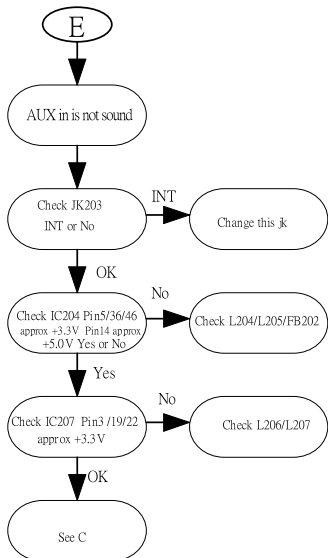 E
AUX in is not sound
Check JK203
INT or No
INT
Change this jk
OK
Check IC204 Pin5/36/46
approx +3.3V Pin14 approx
+5.0V Yes or No
No
Check L204/L205/FB202
Yes
Check IC207 Pin3 /19/22
approx +3.3V
No
Check L206/L207
OK
See C